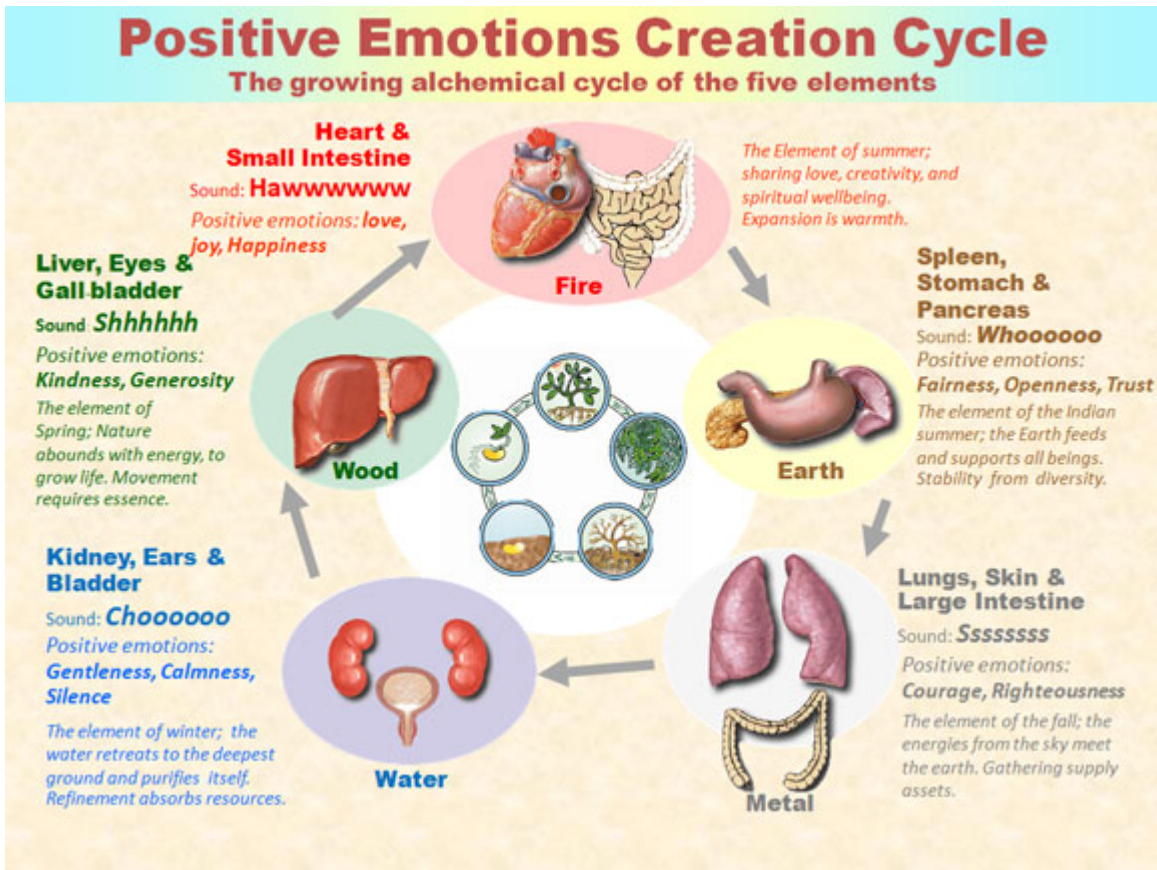 Positive Emotions Creation Cycle
The growing alchemical cycle of the five elements
Heart &
Small Intestine
Sound: Hawwwwww
Positive emotions: love,
joy, Happiness
The Element of summer;
sharing love, creativity, and
spiritual wellbeing.
Expansion is warmth.
Fire
Liver, Eyes &
Gall bladder
Sound Shhhhhh
Positive emotions:
Kindness, Generosity
The element of
Spring; Nature
abounds with energy, to
grow life. Movement
requires essence.
Wood
Spleen,
Stomach &
Pancreas
Sound: Whoooooo
Positive emotions:
Fairness, Openness, Trust
The element of the Indian
summer; the Earth feeds
and supports all beings.
Stability from diversity.
Earth
Kidney, Ears &
Bladder
Sound: Choooooo
Positive emotions:
Gentleness, Calmness,
Silence
The element of winter; the
water retreats to the deepest
ground and purifies itself.
Refinement absorbs resources.
Water
Lungs, Skin &
Large Intestine
Sound: Ssssssss
Positive emotions:
Courage, Righteousness
The element of the fall; the
energies from the sky meet
the earth. Gathering supply
assets.
Metal